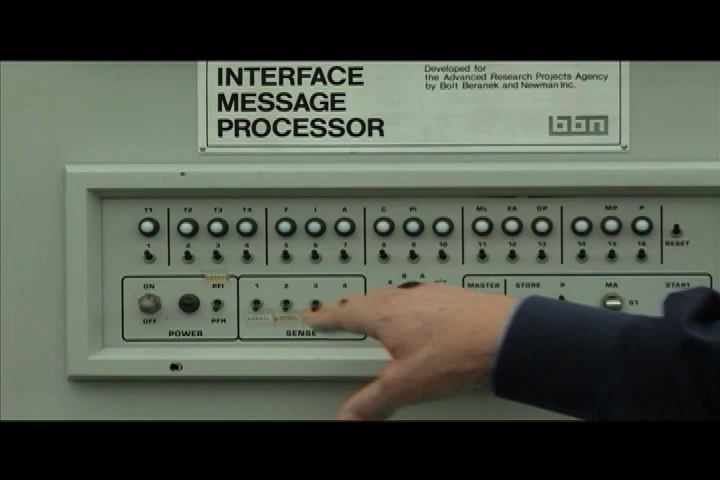 INTERFACE
MESSAGE
PROCESSOR
Developed for
the Advanced Research Projects Agency
by Bolt Beranek and Newman Inc.
bbn
T1 T2 T3 T4 F I A C PI ML EA DP MP P
1 2 3 4 5 6 7 8 9 10 11 12 13 14 15 16
RESET
ON PFI 1 2 3 4 B A MASTER STORE P MA START
S1
OFF PFH
POWER SENSE